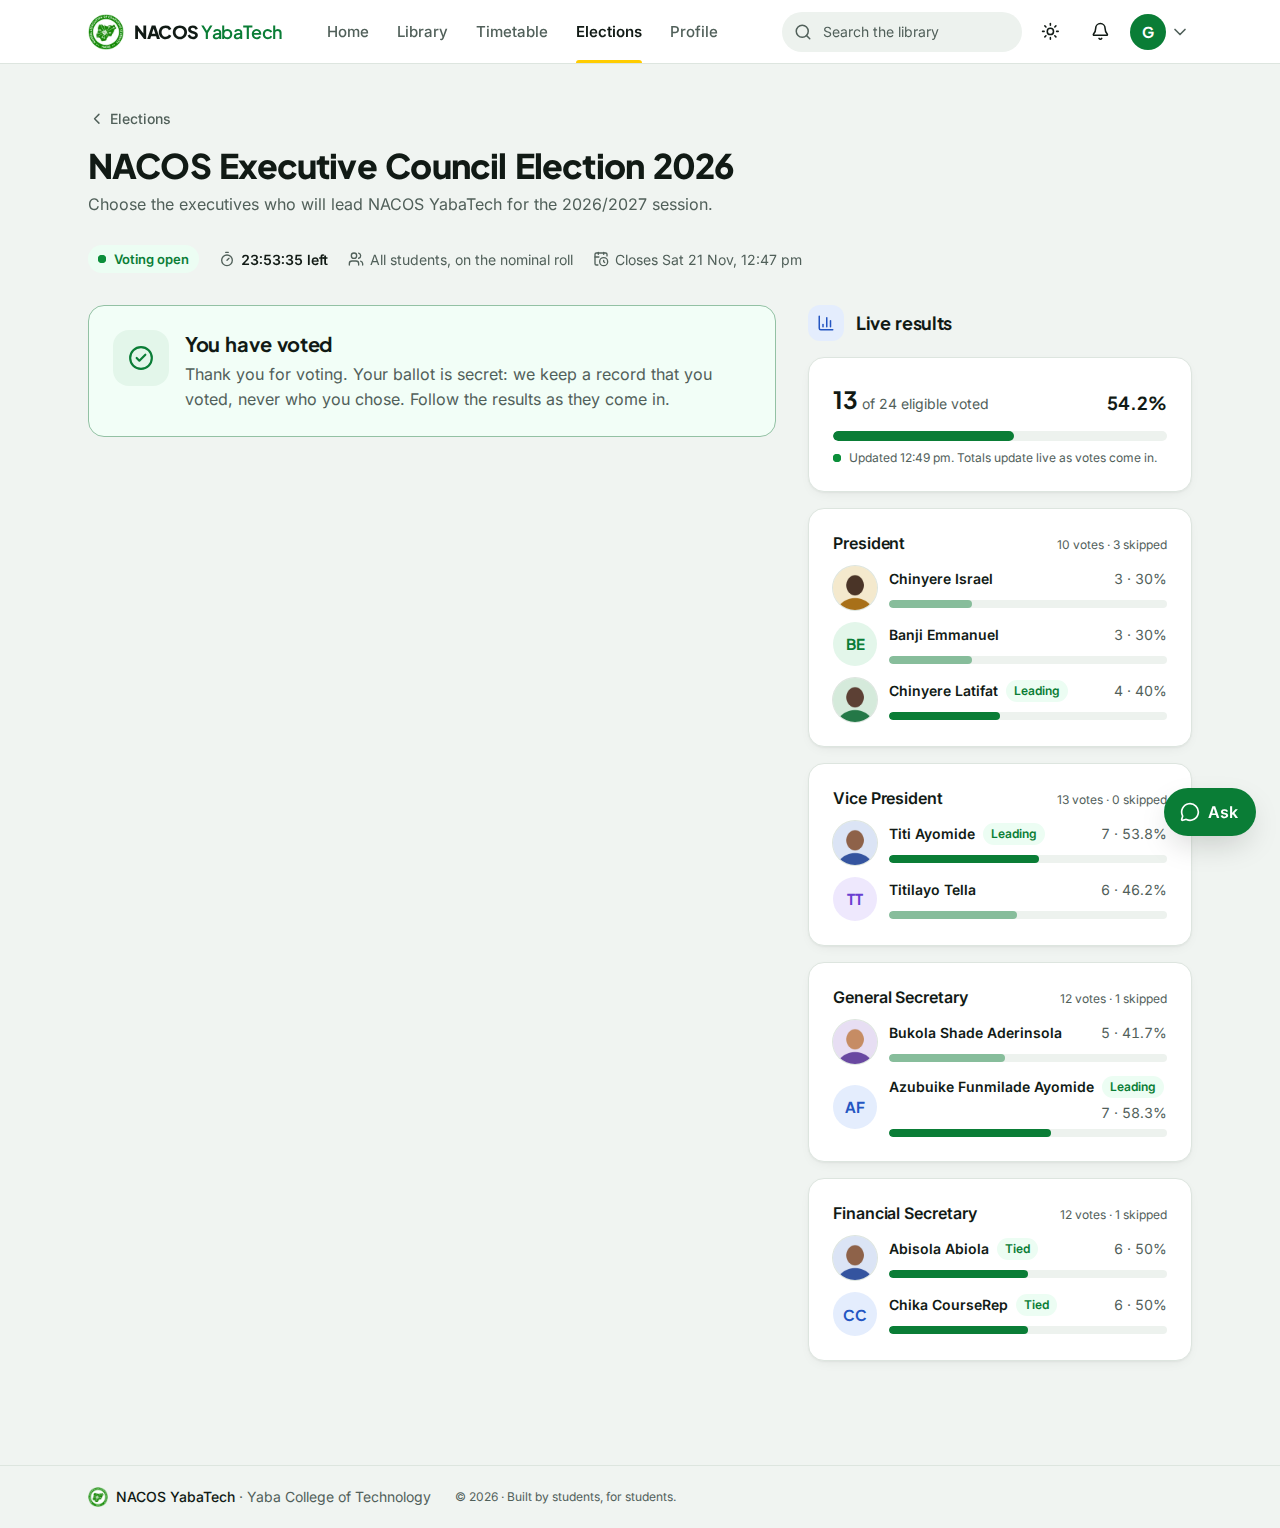 NACOS YabaTech
Home
Library
Timetable
Elections
Profile
Search the library
G
Elections
NACOS Executive Council Election 2026
Choose the executives who will lead NACOS YabaTech for the 2026/2027 session.
Voting open
23:53:35 left
All students, on the nominal roll
Closes Sat 21 Nov, 12:47 pm
You have voted
Thank you for voting. Your ballot is secret: we keep a record that you
voted, never who you chose. Follow the results as they come in.
Live results
13 of 24 eligible voted
54.2%
Updated 12:49 pm. Totals update live as votes come in.
President
10 votes · 3 skipped
Chinyere Israel
3 · 30%
BE
Banji Emmanuel
3 · 30%
Chinyere Latifat
Leading
4 · 40%
Vice President
13 votes · 0 skipped
Titi Ayomide
Leading
7 · 53.8%
TT
Titilayo Tella
6 · 46.2%
Ask
General Secretary
12 votes · 1 skipped
Bukola Shade Aderinsola
5 · 41.7%
AF
Azubuike Funmilade Ayomide
Leading
7 · 58.3%
Financial Secretary
12 votes · 1 skipped
Abisola Abiola
Tied
6 · 50%
CC
Chika CourseRep
Tied
6 · 50%
NACOS YabaTech · Yaba College of Technology
© 2026 · Built by students, for students.